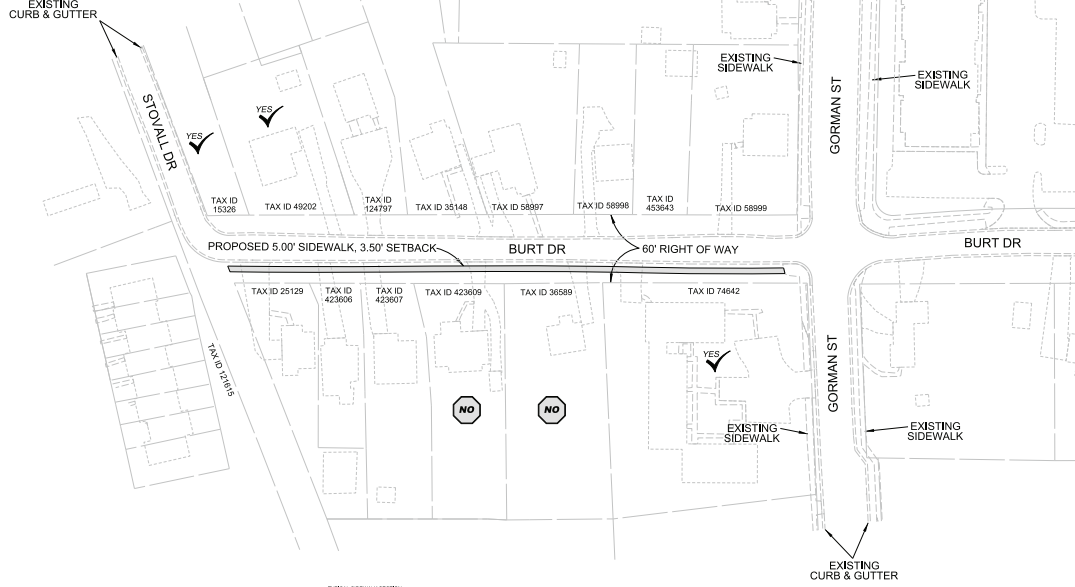 EXISTING
CURB & GUTTER
STOVALL DR
YES
YES
EXISTING
SIDEWALK
EXISTING
SIDEWALK
GORMAN ST
TAX ID
15326
TAX ID 49202
TAX ID
124797
TAX ID 35148
TAX ID 58997
TAX ID 58998
TAX ID
453643
TAX ID 58999
PROPOSED 5.00' SIDEWALK, 3.50' SETBACK
BURT DR
60' RIGHT OF WAY
BURT DR
TAX ID 25129
TAX ID
423606
TAX ID
423607
TAX ID 423609
TAX ID 36589
TAX ID 74642
TAX ID 121615
YES
GORMAN ST
NO
NO
EXISTING
SIDEWALK
EXISTING
SIDEWALK
EXISTING
CURB & GUTTER